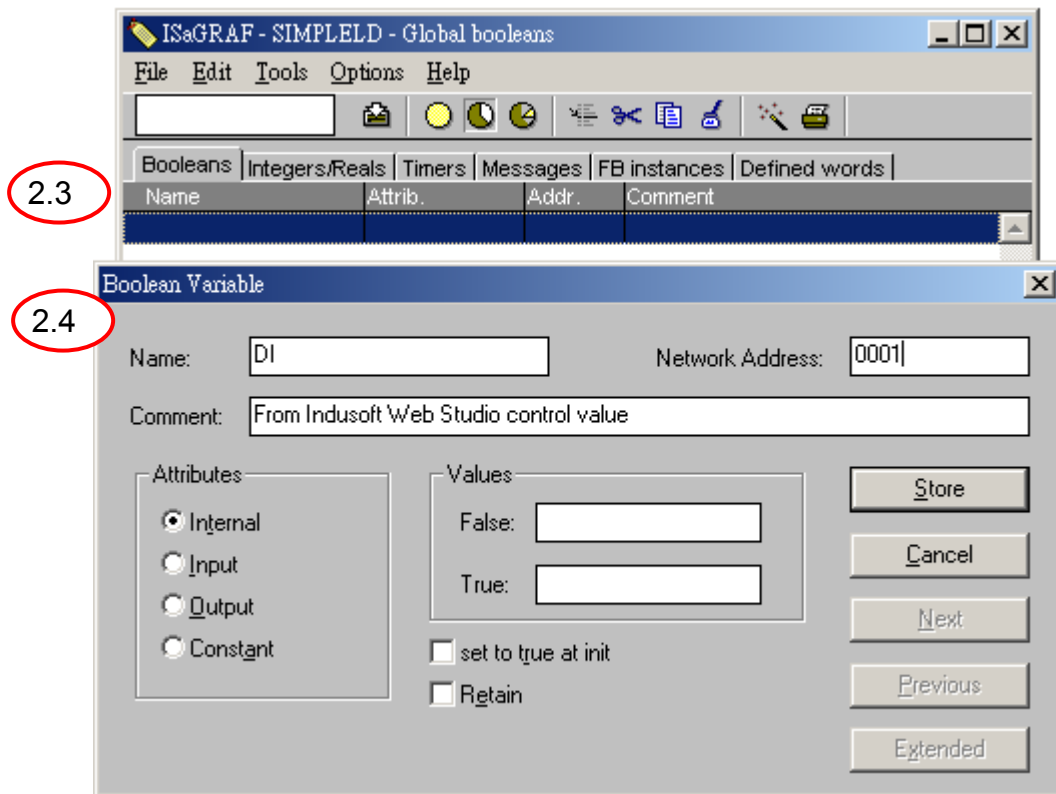 ISaGRAF - SIMPLELD - Global booleans
File Edit Tools Options Help
Booleans Integers/Reals Timers Messages FB instances Defined words
2.3
Name Attrib. Addr. Comment
Boolean Variable
2.4
Name: DI Network Address: 0001
Comment: From Indusoft Web Studio control value
Attributes
Internal
Input
Output
Constant
Values
False:
True:
set to true at init
Retain
Store
Cancel
Next
Previous
Extended